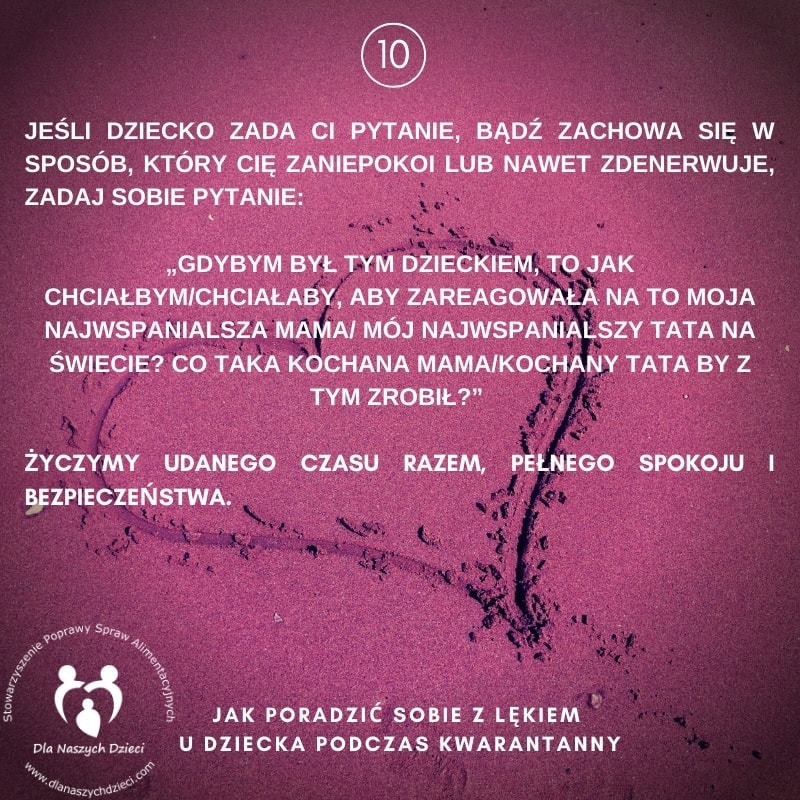 10
JEŚLI DZIECKO ZADA CI PYTANIE, BĄDŹ ZACHOWA SIĘ W
SPOSÓB, KTÓRY CIĘ ZANIEPOKOI LUB NAWET ZDENERWUJE,
ZADAJ SOBIE PYTANIE:
„GDYBYM BYŁ TYM DZIECKIEM, TO JAK
CHCIAŁBYM/CHCIAŁABY, ABY ZAREAGOWAŁA NA TO MOJA
NAJWSPANIALSZA MAMA/ MÓJ NAJWSPANIALSZY TATA NA
ŚWIECIE? CO TAKA KOCHANA MAMA/KOCHANY TATA BY Z
TYM ZROBIŁ?”
ŻYCZYMY UDANEGO CZASU RAZEM, PEŁNEGO SPOKOJU I
BEZPIECZEŃSTWA.
Stowarzyszenie Poprawy Spraw Alimentacyjnych
Dla Naszych Dzieci
www.dlanaszychdzieci.com
JAK PORADZIĆ SOBIE Z LĘKIEM
U DZIECKA PODCZAS KWARANTANNY